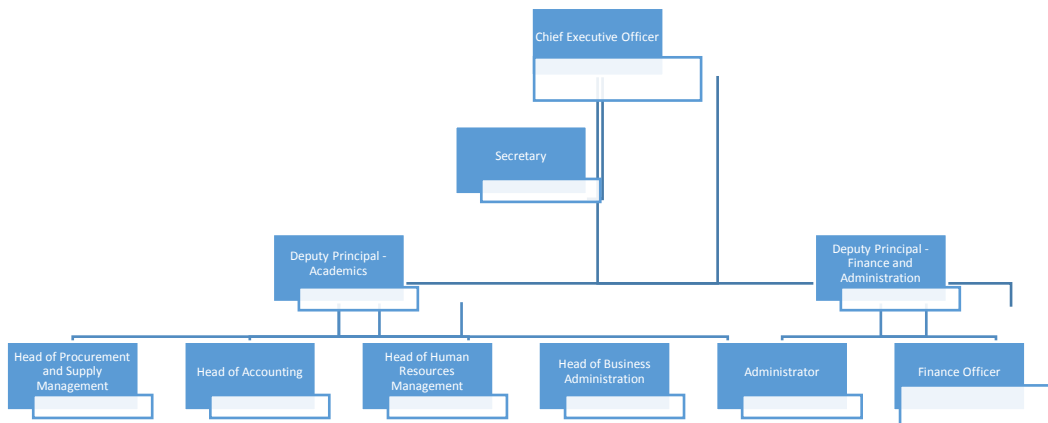 Chief Executive Officer
Secretary
Deputy Principal -
Academics
Deputy Principal -
Finance and
Administration
Head of Procurement
and Supply
Management
Head of Accounting
Head of Human
Resources
Management
Head of Business
Administration
Administrator
Finance Officer